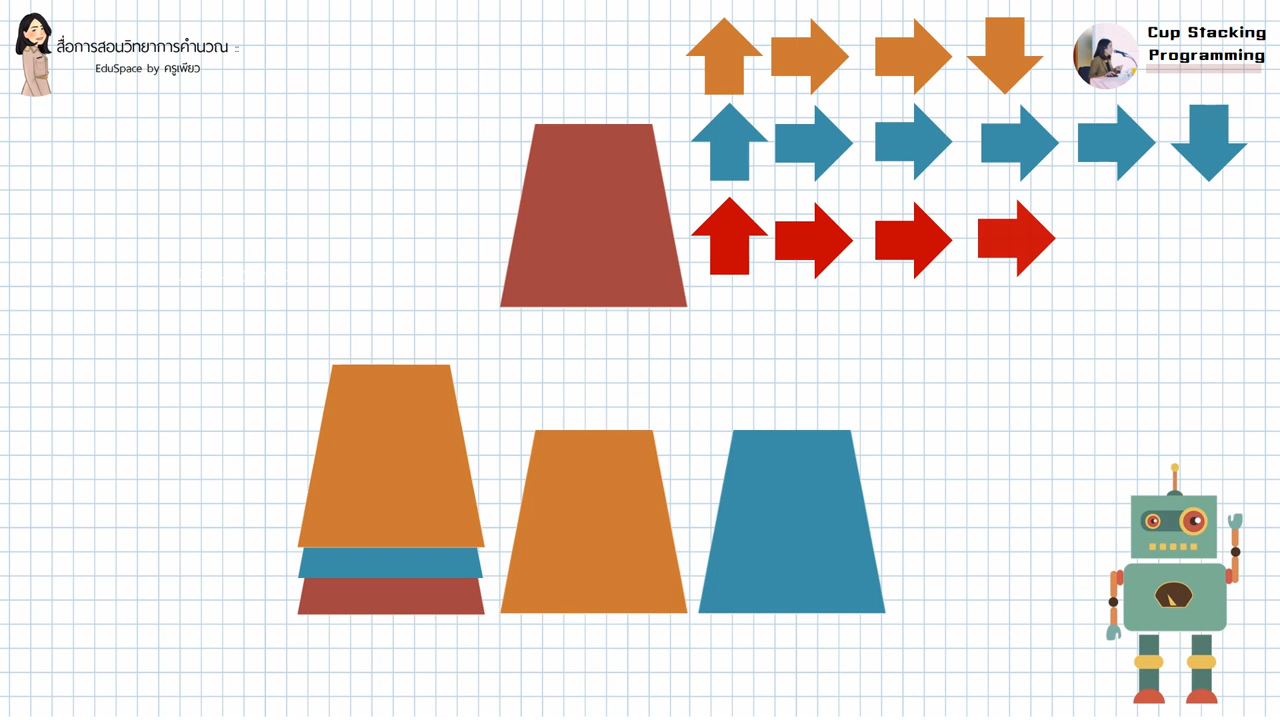 สื่อการสอนวิทยาการคำนวณ ::
EduSpace by ครูเพียว
Cup Stacking
Programming